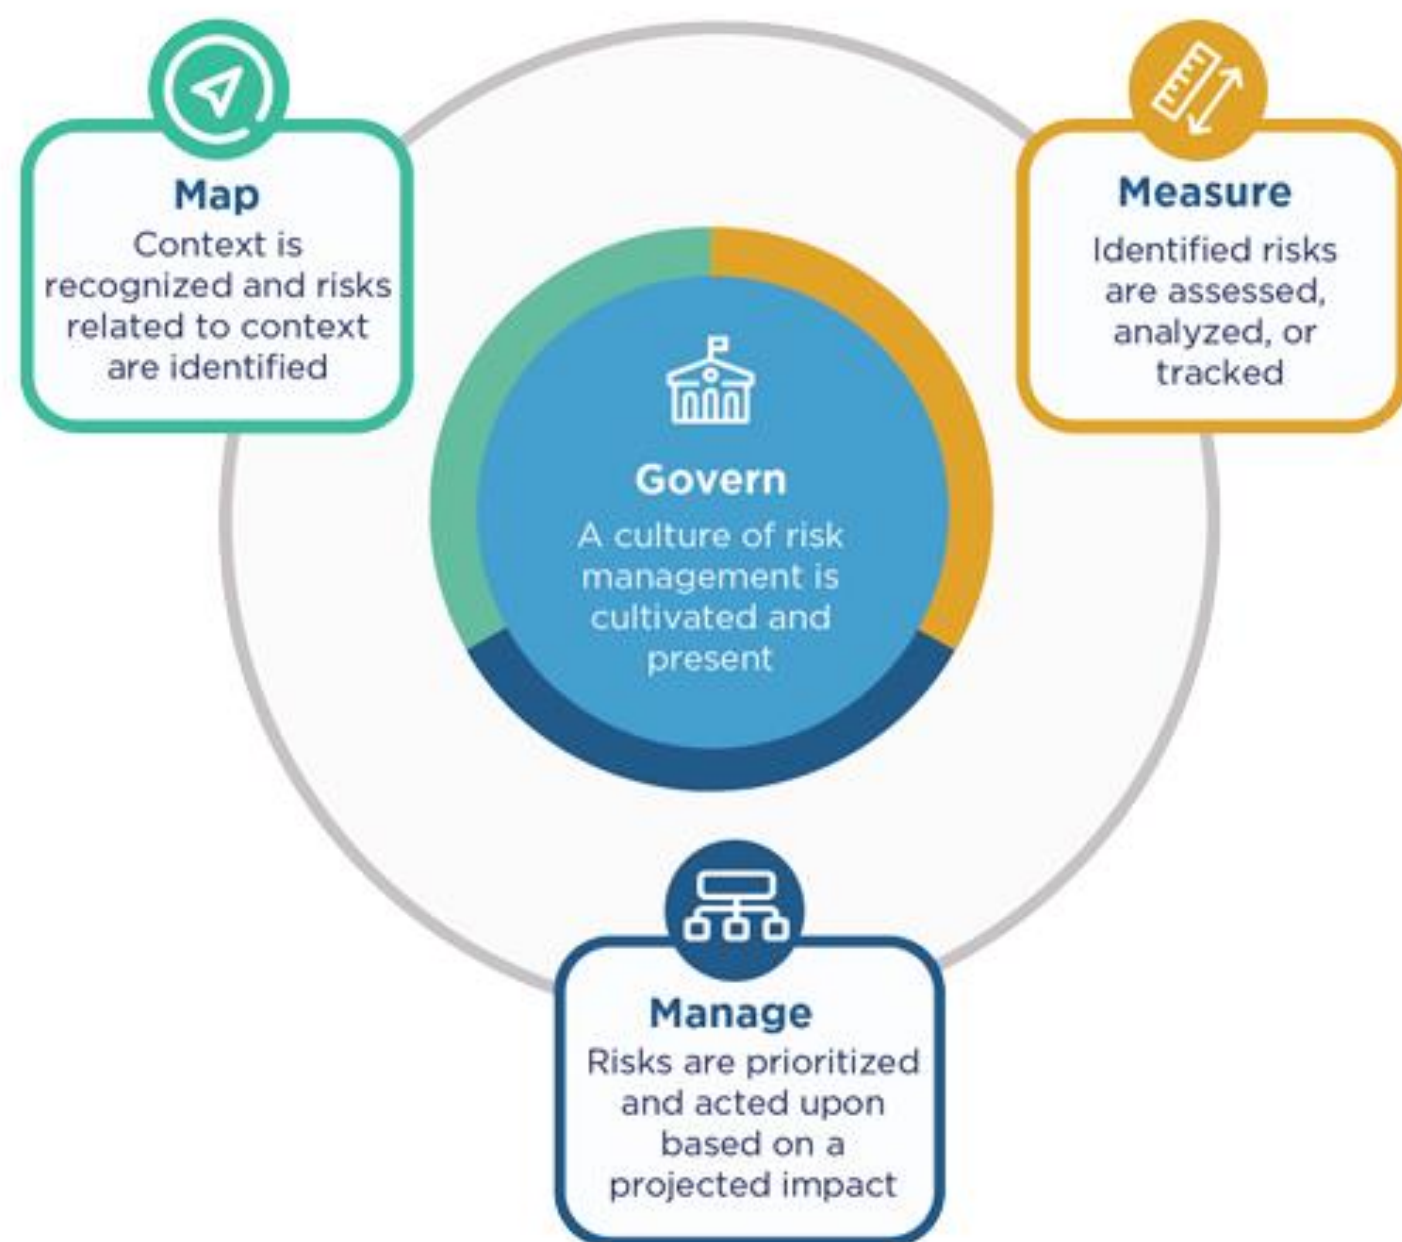 Map
Context is
recognized and risks
related to context
are identified
Measure
Identified risks
are assessed,
analyzed, or
tracked
Govern
A culture of risk
management is
cultivated and
present
Manage
Risks are prioritized
and acted upon
based on a
projected impact